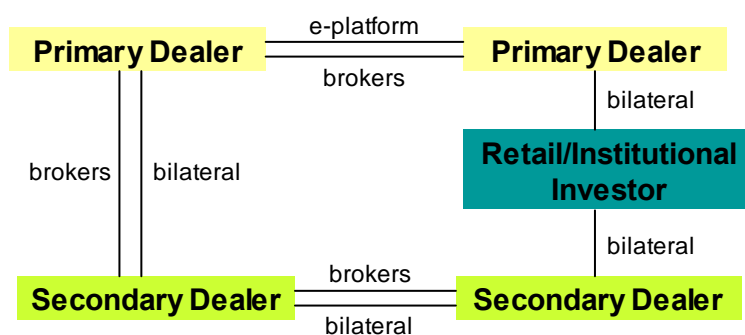 e-platform
Primary Dealer
Primary Dealer
brokers
bilateral
Retail/Institutional
Investor
brokers
bilateral
bilateral
brokers
Secondary Dealer
Secondary Dealer
bilateral